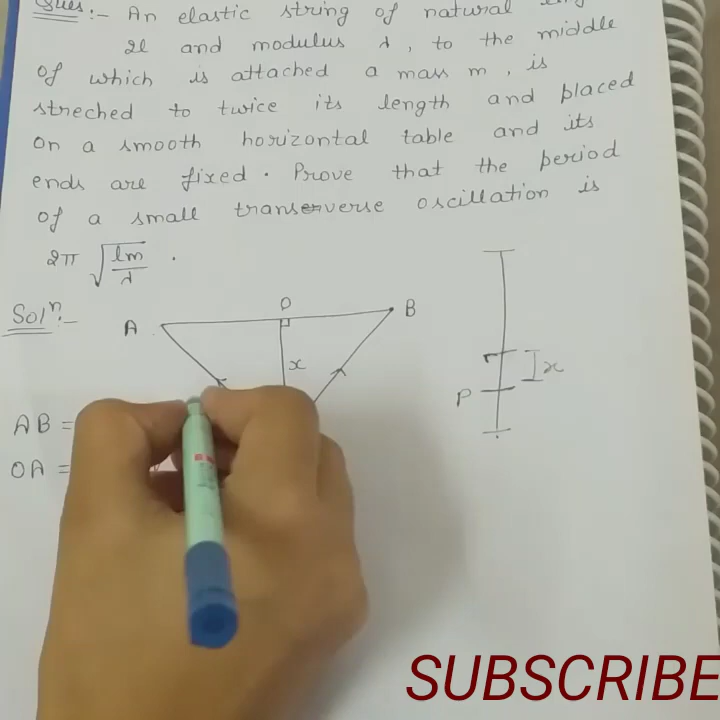 Ques :- An elastic string of natural
2l and modulus λ, to the middle
of which is attached a mass m, is
streched to twice its length and placed
on a smooth horizontal table and its
ends are fixed. Prove that the period
of a small transverse oscillation is
2π √(lm/λ) .
Solⁿ:-
A O B
x
x
P
AB =
OA =
SUBSCRIBE